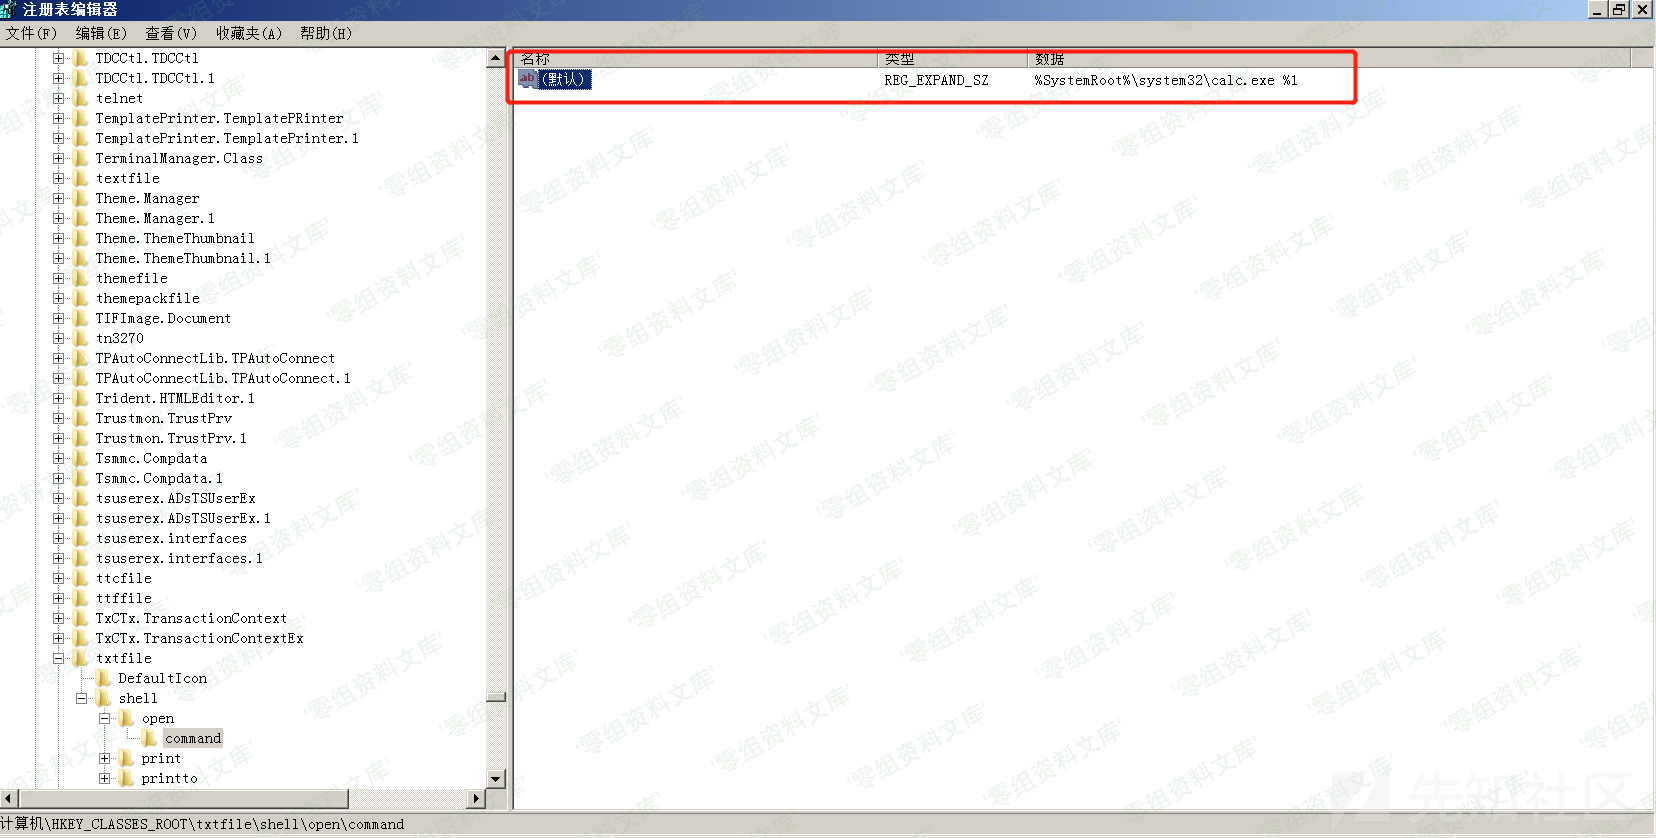 注册表编辑器
文件(F) 编辑(E) 查看(V) 收藏夹(A) 帮助(H)
TDCCtl.TDCCtl
TDCCtl.TDCCtl.1
telnet
TemplatePrinter.TemplatePRinter
TemplatePrinter.TemplatePrinter.1
TerminalManager.Class
textfile
Theme.Manager
Theme.Manager.1
Theme.ThemeThumbnail
Theme.ThemeThumbnail.1
themefile
themepackfile
TIFImage.Document
tn3270
TPAutoConnectLib.TPAutoConnect
TPAutoConnectLib.TPAutoConnect.1
Trident.HTMLEditor.1
Trustmon.TrustPrv
Trustmon.TrustPrv.1
Tsmmc.Compdata
Tsmmc.Compdata.1
tsuserex.ADsTSUserEx
tsuserex.ADsTSUserEx.1
tsuserex.interfaces
tsuserex.interfaces.1
ttcfile
ttffile
TxCTx.TransactionContext
TxCTx.TransactionContextEx
txtfile
DefaultIcon
shell
open
command
print
printto
名称 类型 数据
ab (默认) REG_EXPAND_SZ %SystemRoot%\system32\calc.exe %1
计算机\HKEY_CLASSES_ROOT\txtfile\shell\open\command
零组资料文库
先知社区